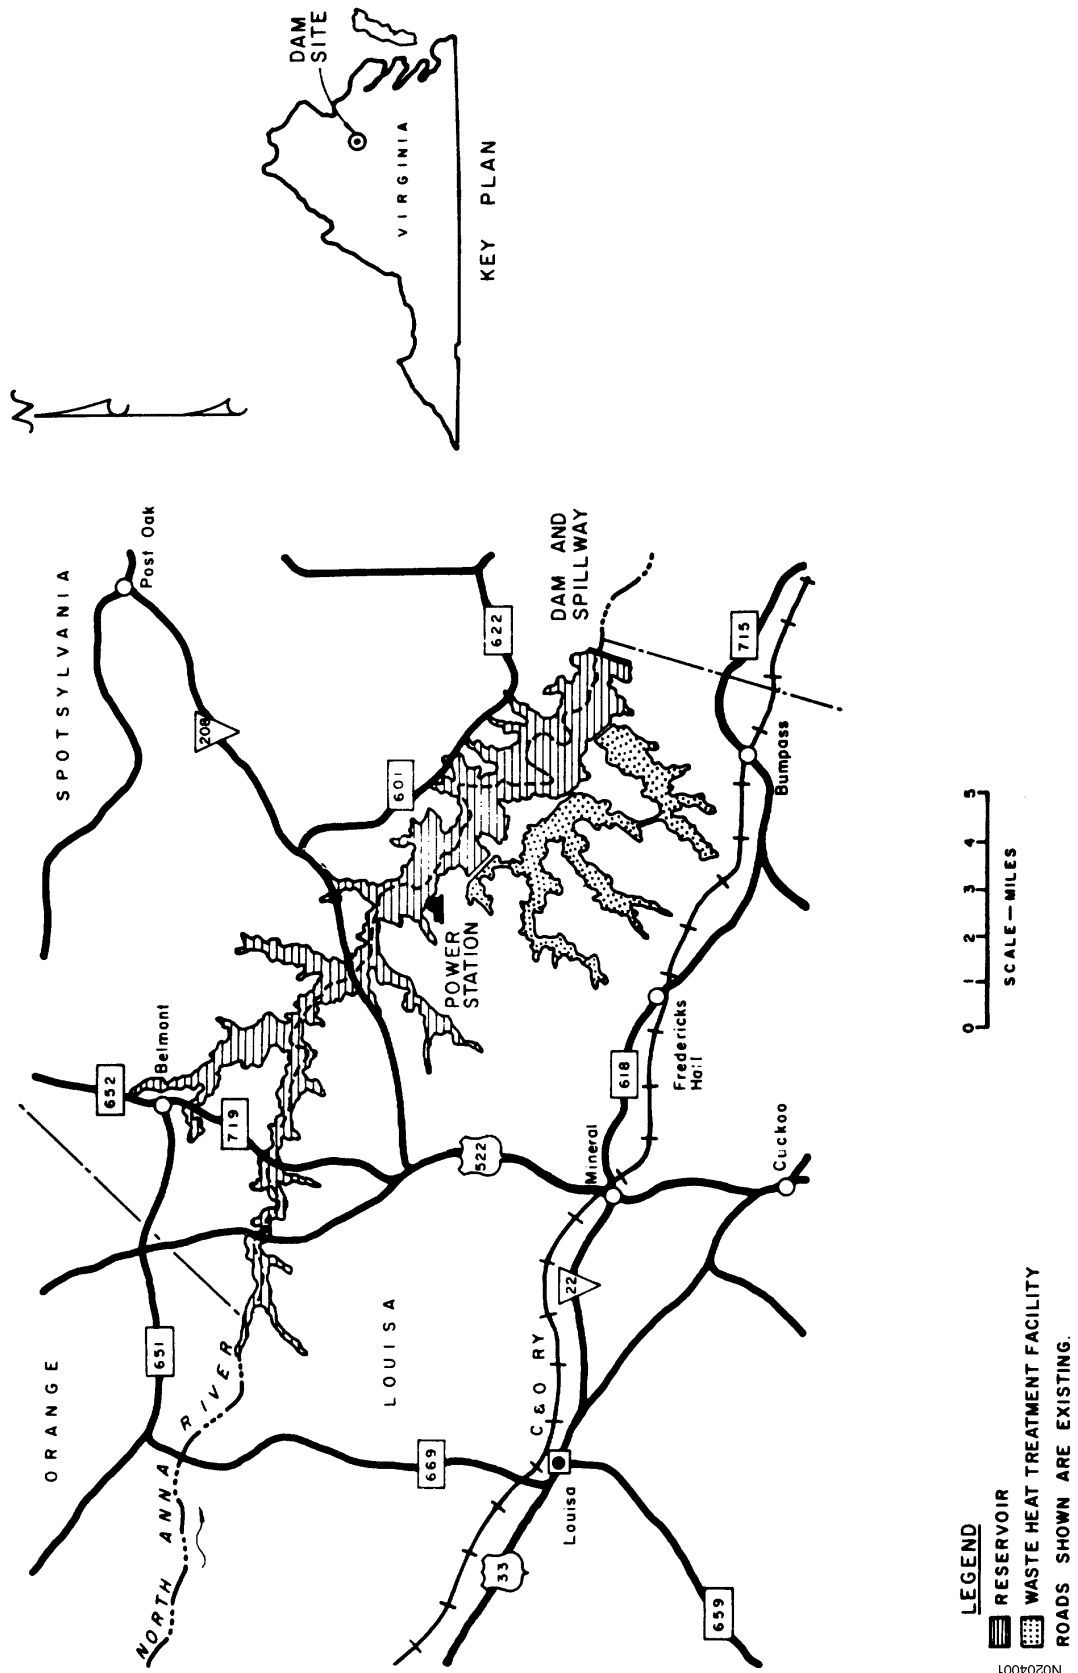 N
DAM
SITE
VIRGINIA
KEY PLAN
SPOTSYLVANIA
Post Oak
208
622
601
DAM AND
SPILLWAY
715
Bumpass
POWER
STATION
652
Belmont
719
522
618
Fredericks
Hall
Mineral
Cuckoo
ORANGE
651
NORTH ANNA RIVER
LOUISA
22
C & O RY
669
Louisa
33
659
0 1 2 3 4 5
SCALE—MILES
LEGEND
RESERVOIR
WASTE HEAT TREATMENT FACILITY
ROADS SHOWN ARE EXISTING.
N0204001